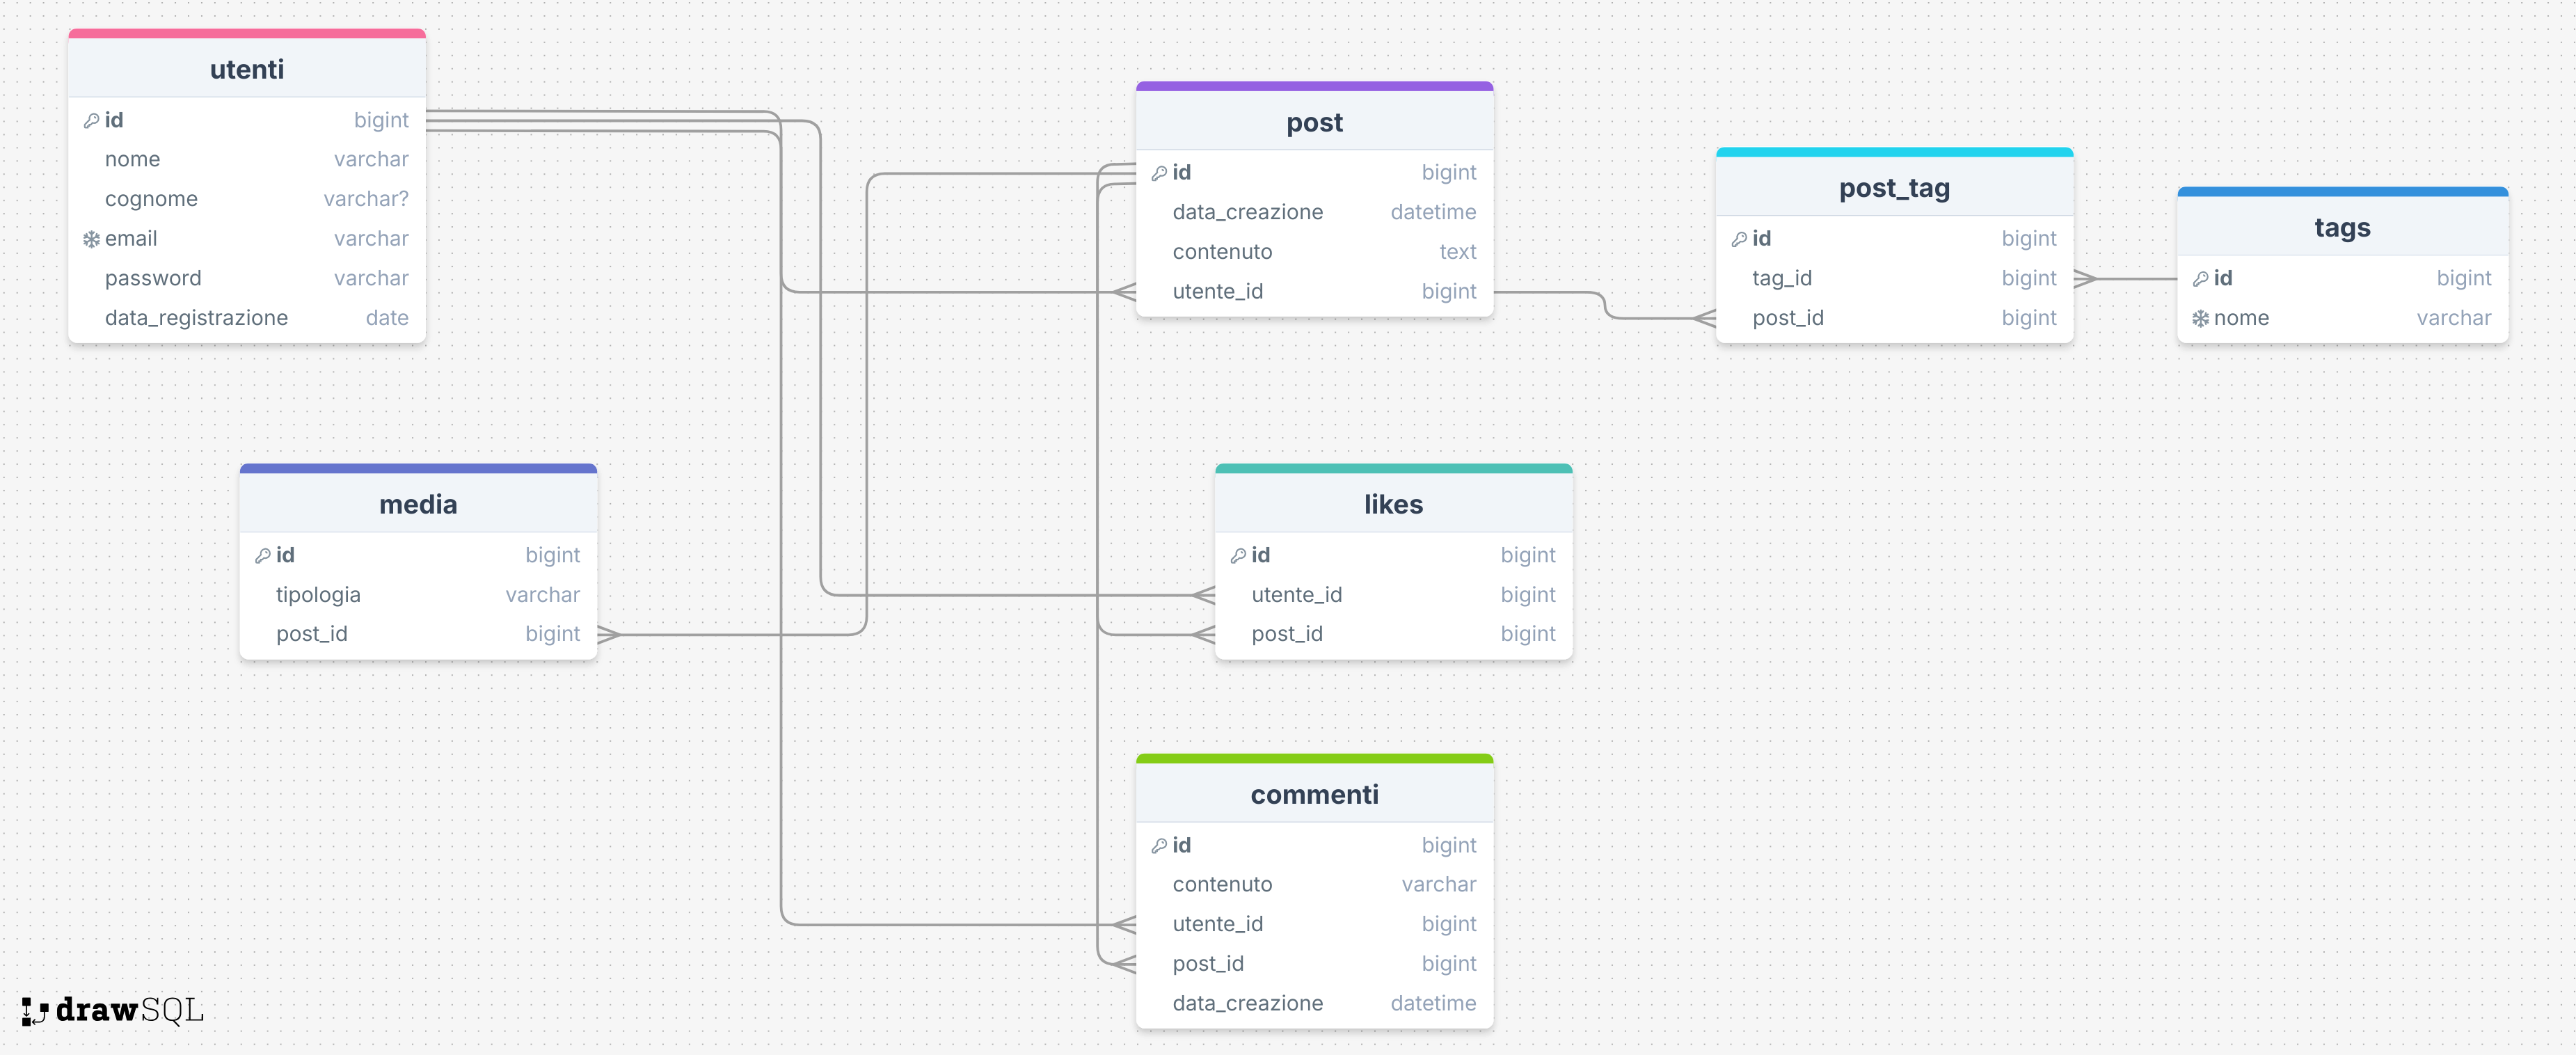 utenti
id bigint
nome varchar
cognome varchar?
email varchar
password varchar
data_registrazione date
post
id bigint
data_creazione datetime
contenuto text
utente_id bigint
post_tag
id bigint
tag_id bigint
post_id bigint
tags
id bigint
nome varchar
media
id bigint
tipologia varchar
post_id bigint
likes
id bigint
utente_id bigint
post_id bigint
commenti
id bigint
contenuto varchar
utente_id bigint
post_id bigint
data_creazione datetime
drawSQL